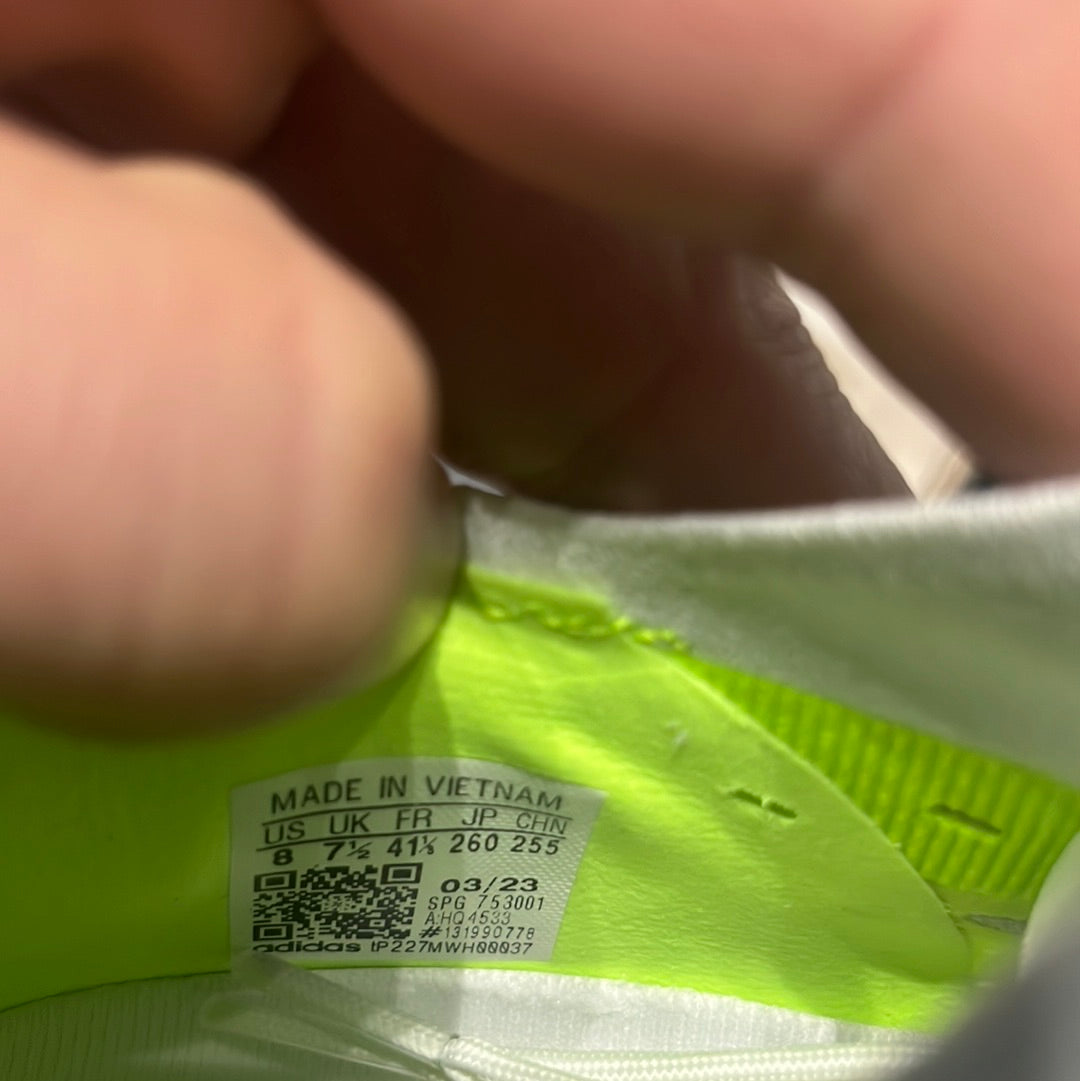 MADE IN VIETNAM
US UK FR JP CHN
8 7½ 41⅓ 260 255
03/23
SPG 753001
A:HQ4533
#131990778
adidas tP227MWH00037